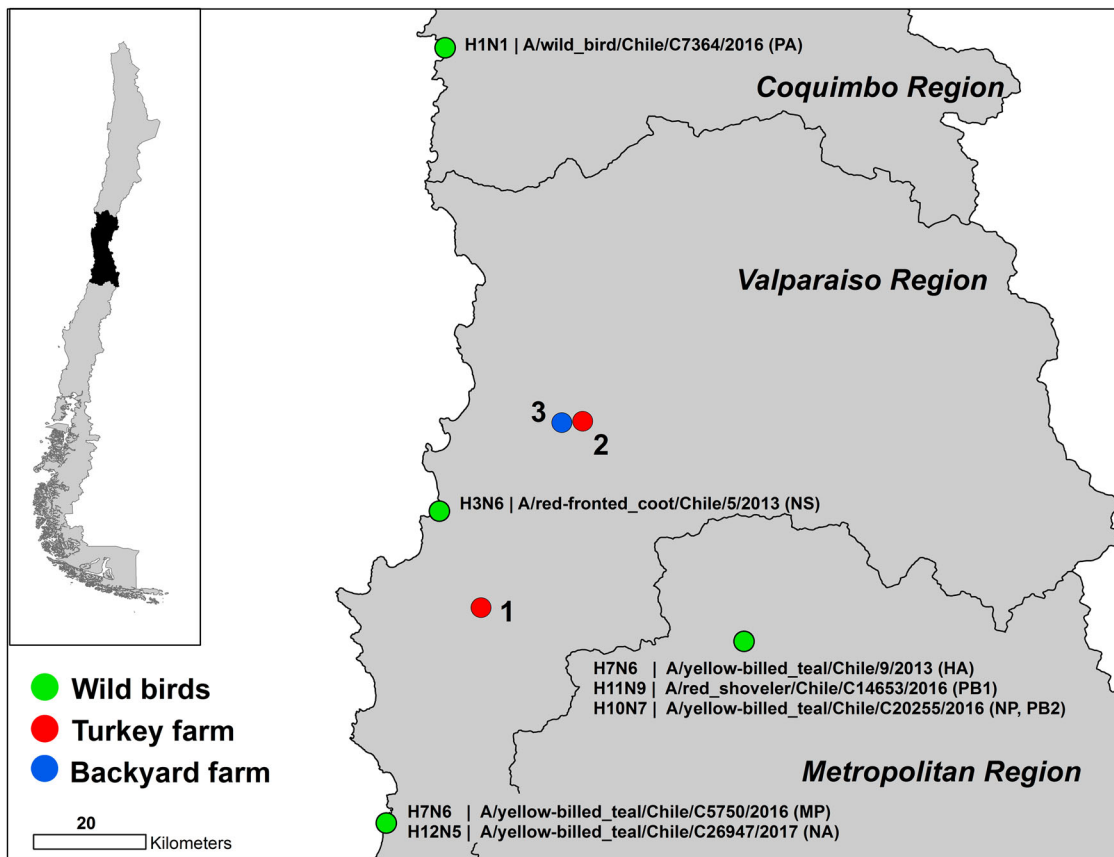 H1N1 | A/wild_bird/Chile/C7364/2016 (PA)
Coquimbo Region
Valparaiso Region
3
2
H3N6 | A/red-fronted_coot/Chile/5/2013 (NS)
1
H7N6 | A/yellow-billed_teal/Chile/9/2013 (HA)
H11N9 | A/red_shoveler/Chile/C14653/2016 (PB1)
H10N7 | A/yellow-billed_teal/Chile/C20255/2016 (NP, PB2)
Metropolitan Region
H7N6 | A/yellow-billed_teal/Chile/C5750/2016 (MP)
H12N5 | A/yellow-billed_teal/Chile/C26947/2017 (NA)
Wild birds
Turkey farm
Backyard farm
20
Kilometers